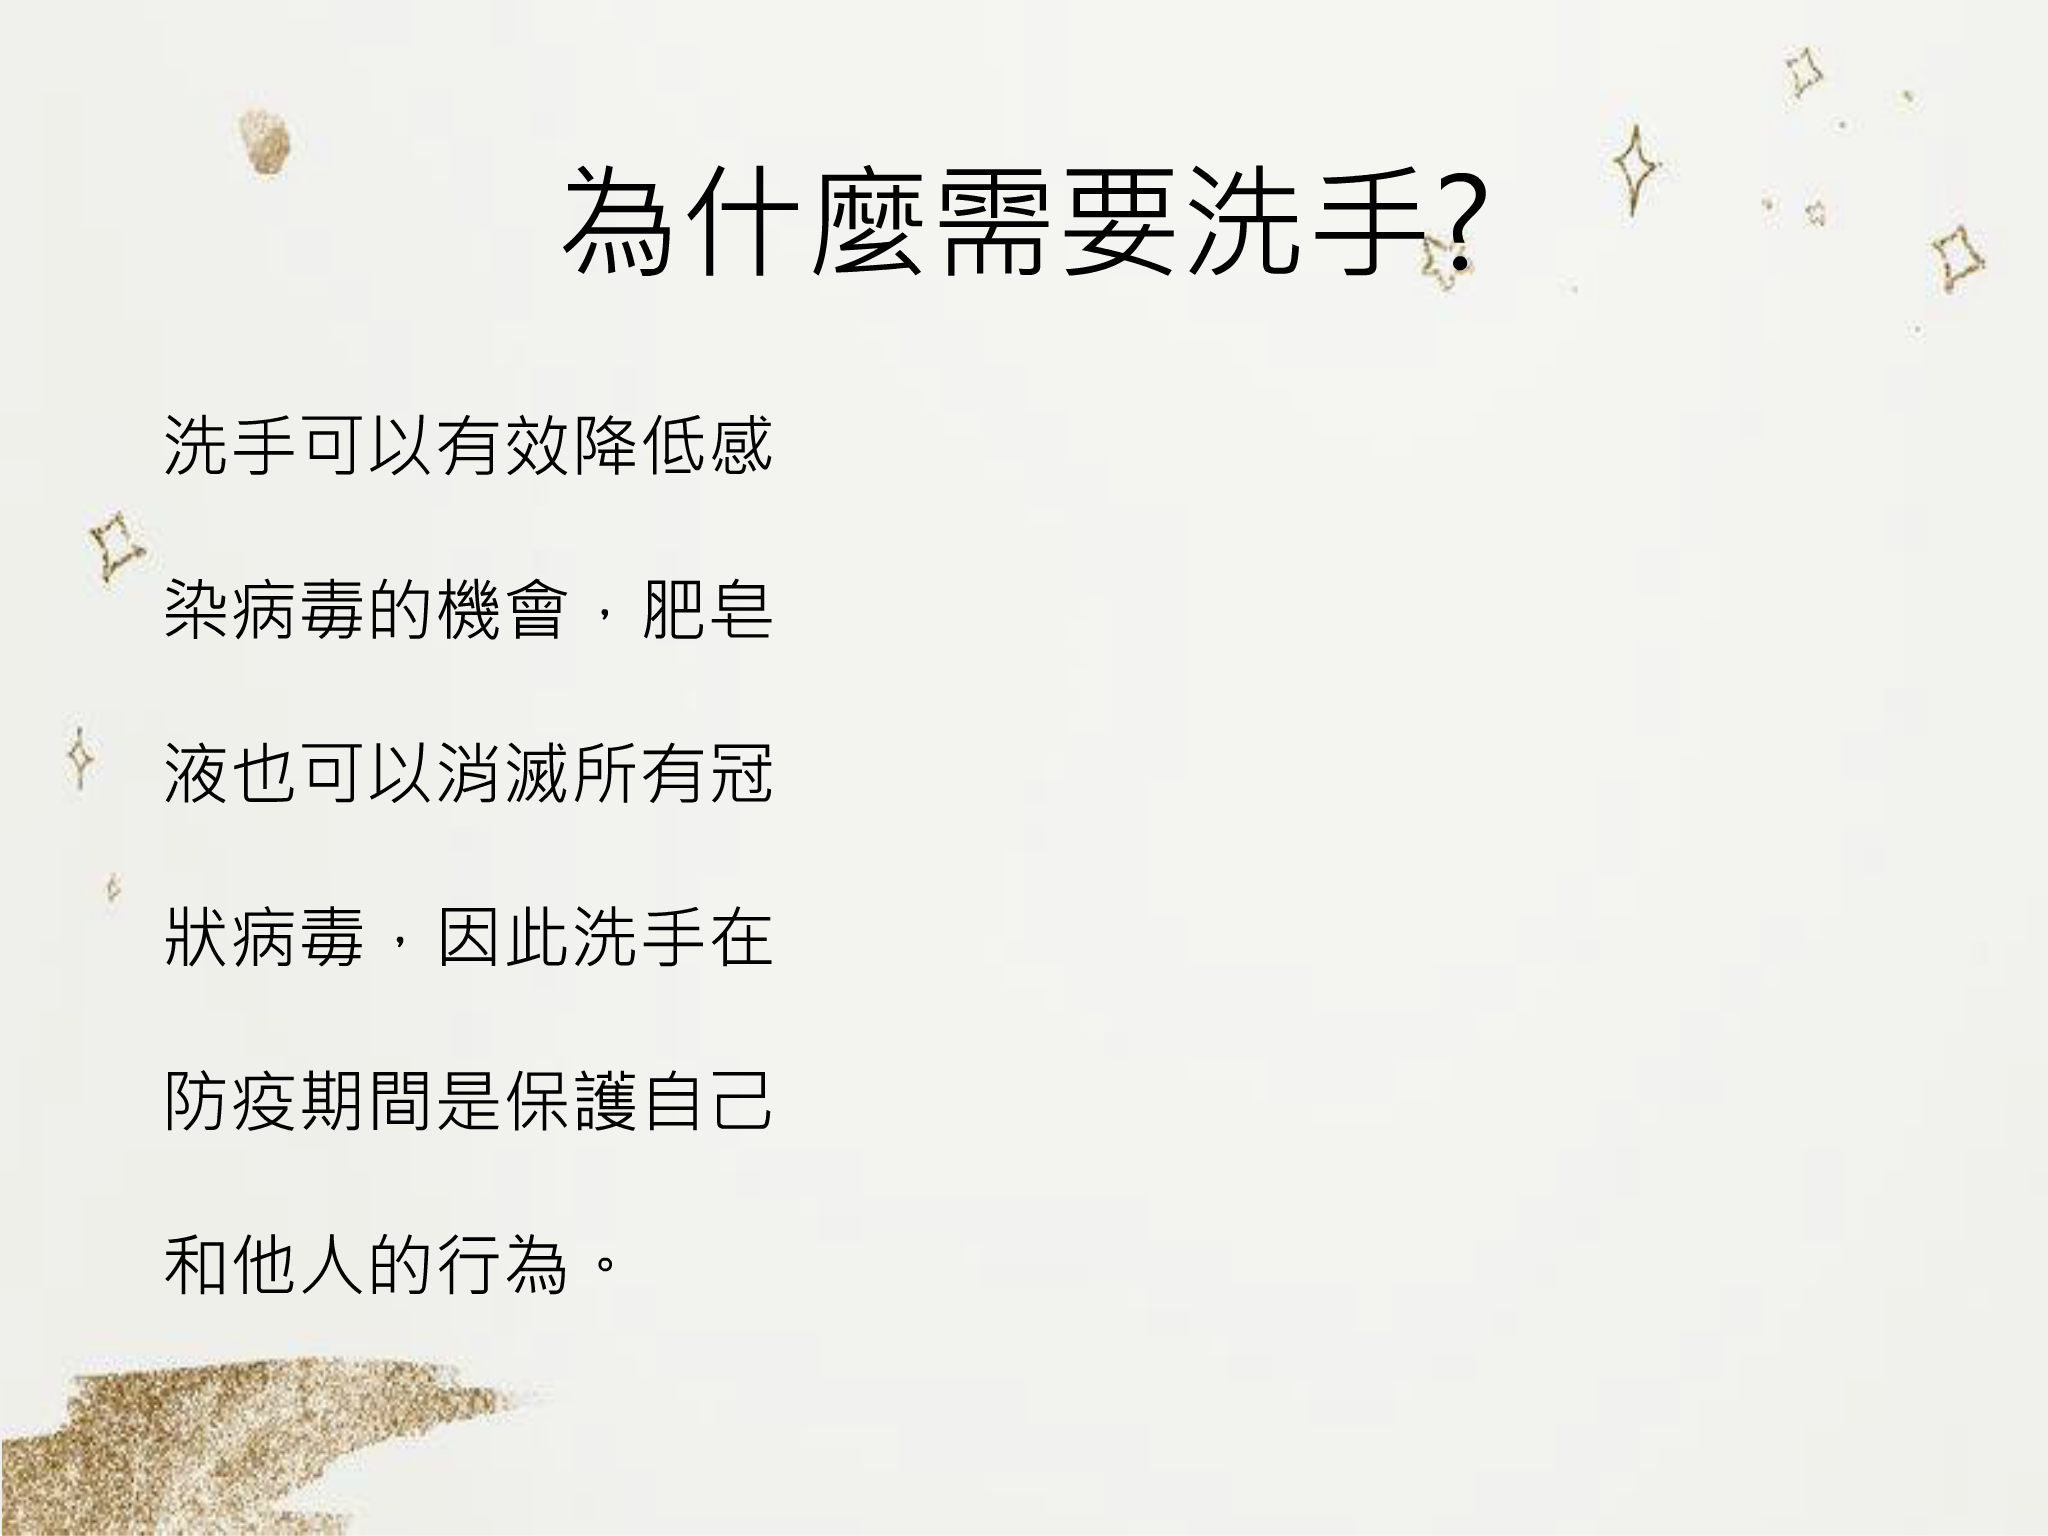 為什麼需要洗手?
洗手可以有效降低感
染病毒的機會，肥皂
液也可以消滅所有冠
狀病毒，因此洗手在
防疫期間是保護自己
和他人的行為。